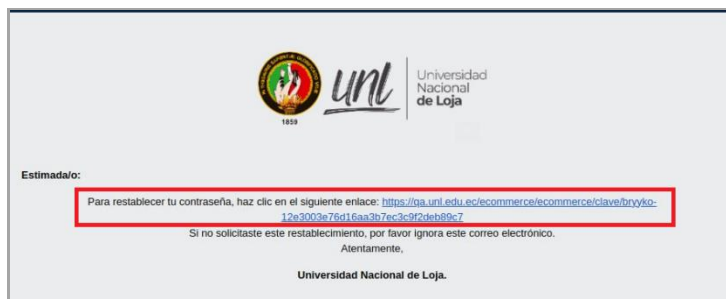 1859
unl
Universidad
Nacional
de Loja
Estimada/o:
Para restablecer tu contraseña, haz clic en el siguiente enlace: https://qa.unl.edu.ec/ecommerce/ecommerce/clave/bryyko-
12e3003e76d16aa3b7ec3c9f2deb89c7
Si no solicitaste este restablecimiento, por favor ignora este correo electrónico.
Atentamente,
Universidad Nacional de Loja.